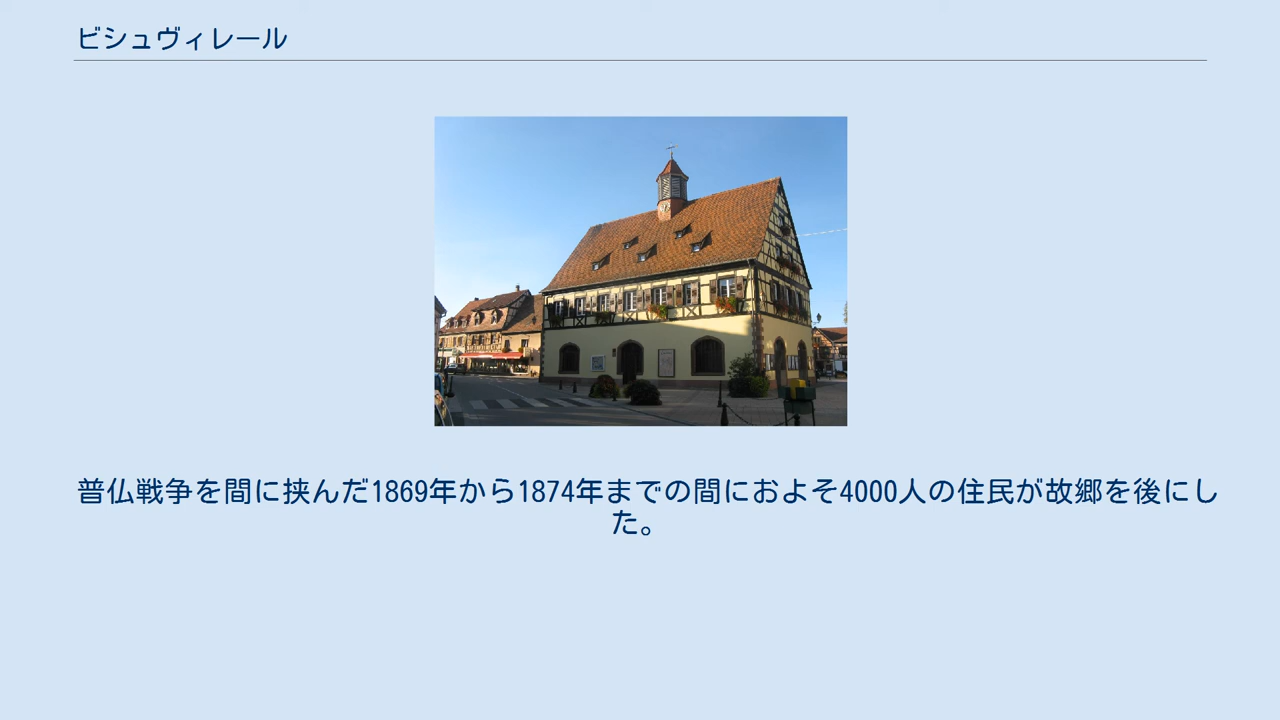 ビシュヴィレール
普仏戦争を間に挟んだ1869年から1874年までの間におよそ4000人の住民が故郷を後にし
た。